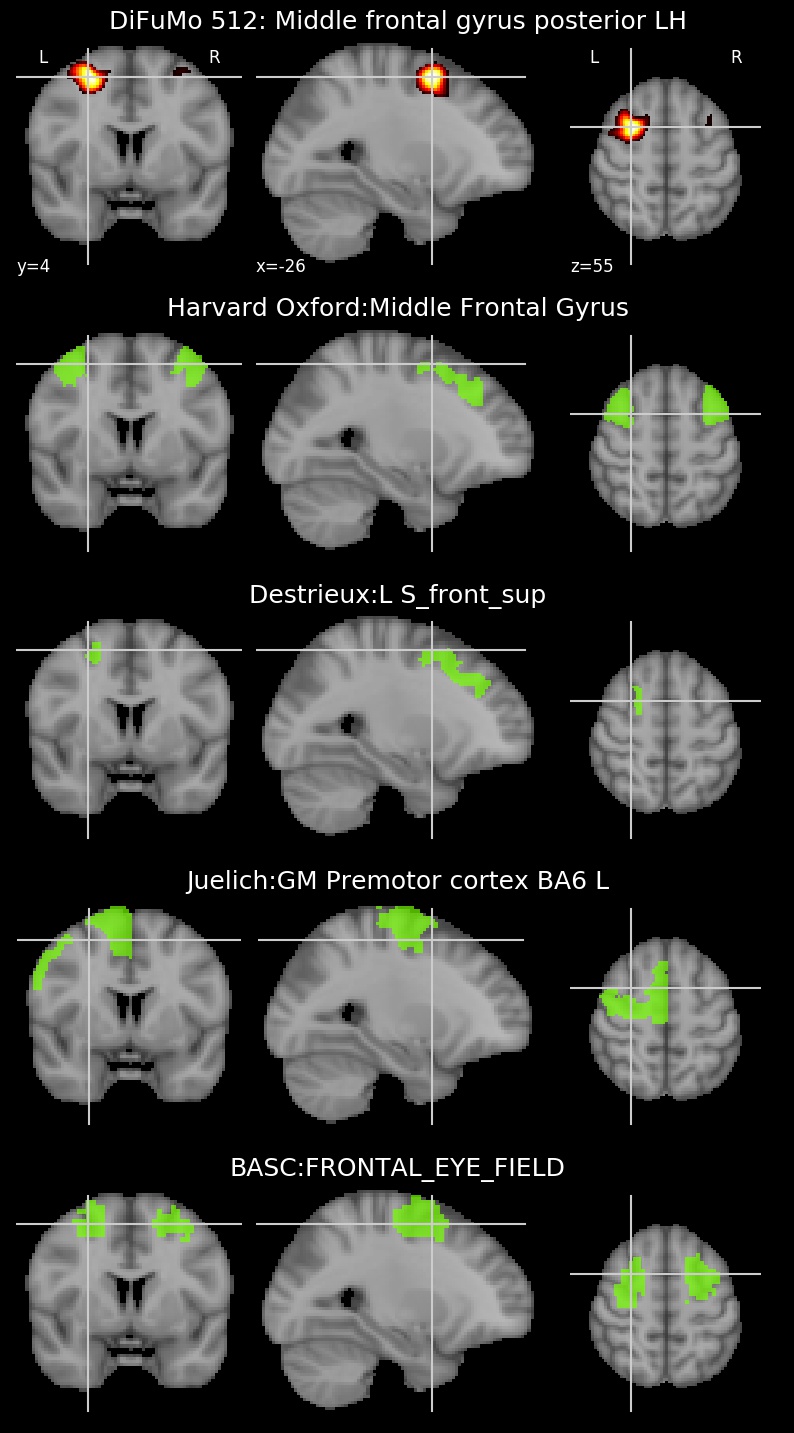 DiFuMo 512: Middle frontal gyrus posterior LH
L R L R
y=4 x=-26 z=55
Harvard Oxford:Middle Frontal Gyrus
Destrieux:L S_front_sup
Juelich:GM Premotor cortex BA6 L
BASC:FRONTAL_EYE_FIELD